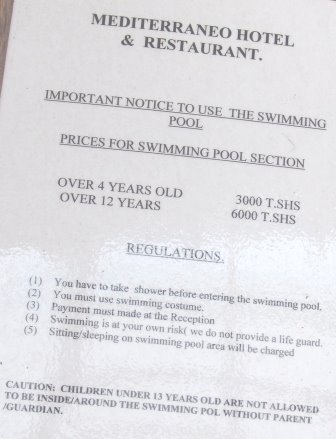 MEDITERRANEO HOTEL
& RESTAURANT.
IMPORTANT NOTICE TO USE THE SWIMMING
POOL
PRICES FOR SWIMMING POOL SECTION
OVER 4 YEARS OLD 3000 T.SHS
OVER 12 YEARS 6000 T.SHS
REGULATIONS.
(1) You have to take shower before entering the swimming pool.
(2) You must use swimming costume.
(3) Payment must made at the Reception
(4) Swimming is at your own risk( we do not provide a life guard.
(5) Sitting/sleeping on swimming pool area will be charged
CAUTION: CHILDREN UNDER 13 YEARS OLD ARE NOT ALLOWED
TO BE INSIDE/AROUND THE SWIMMING POL WITHOUT PARENT
/GUARDIAN.